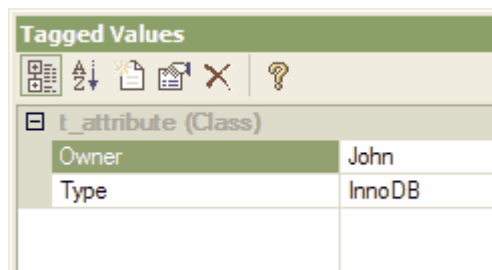 Tagged Values
t_attribute (Class)
Owner John
Type InnoDB